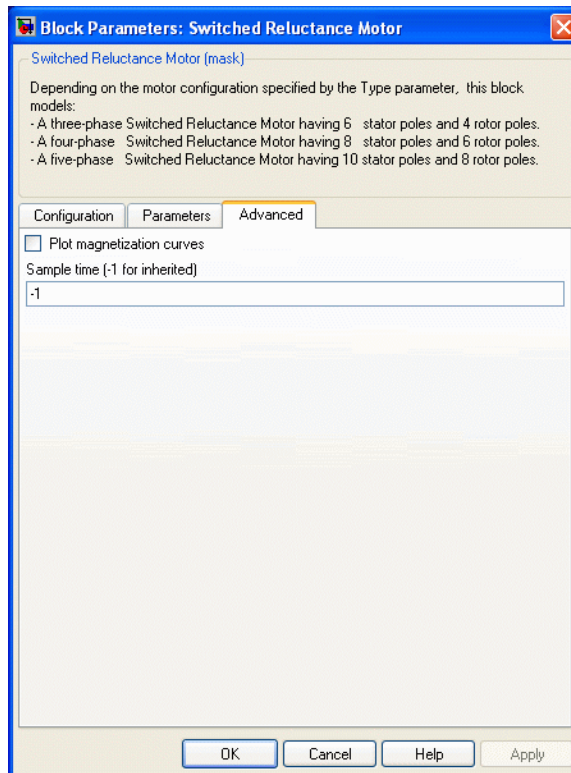 Block Parameters: Switched Reluctance Motor
Switched Reluctance Motor (mask)
Depending on the motor configuration specified by the Type parameter, this block
models:
- A three-phase Switched Reluctance Motor having 6 stator poles and 4 rotor poles.
- A four-phase Switched Reluctance Motor having 8 stator poles and 6 rotor poles.
- A five-phase Switched Reluctance Motor having 10 stator poles and 8 rotor poles.
Configuration Parameters Advanced
Plot magnetization curves
Sample time (-1 for inherited)
-1
OK Cancel Help Apply